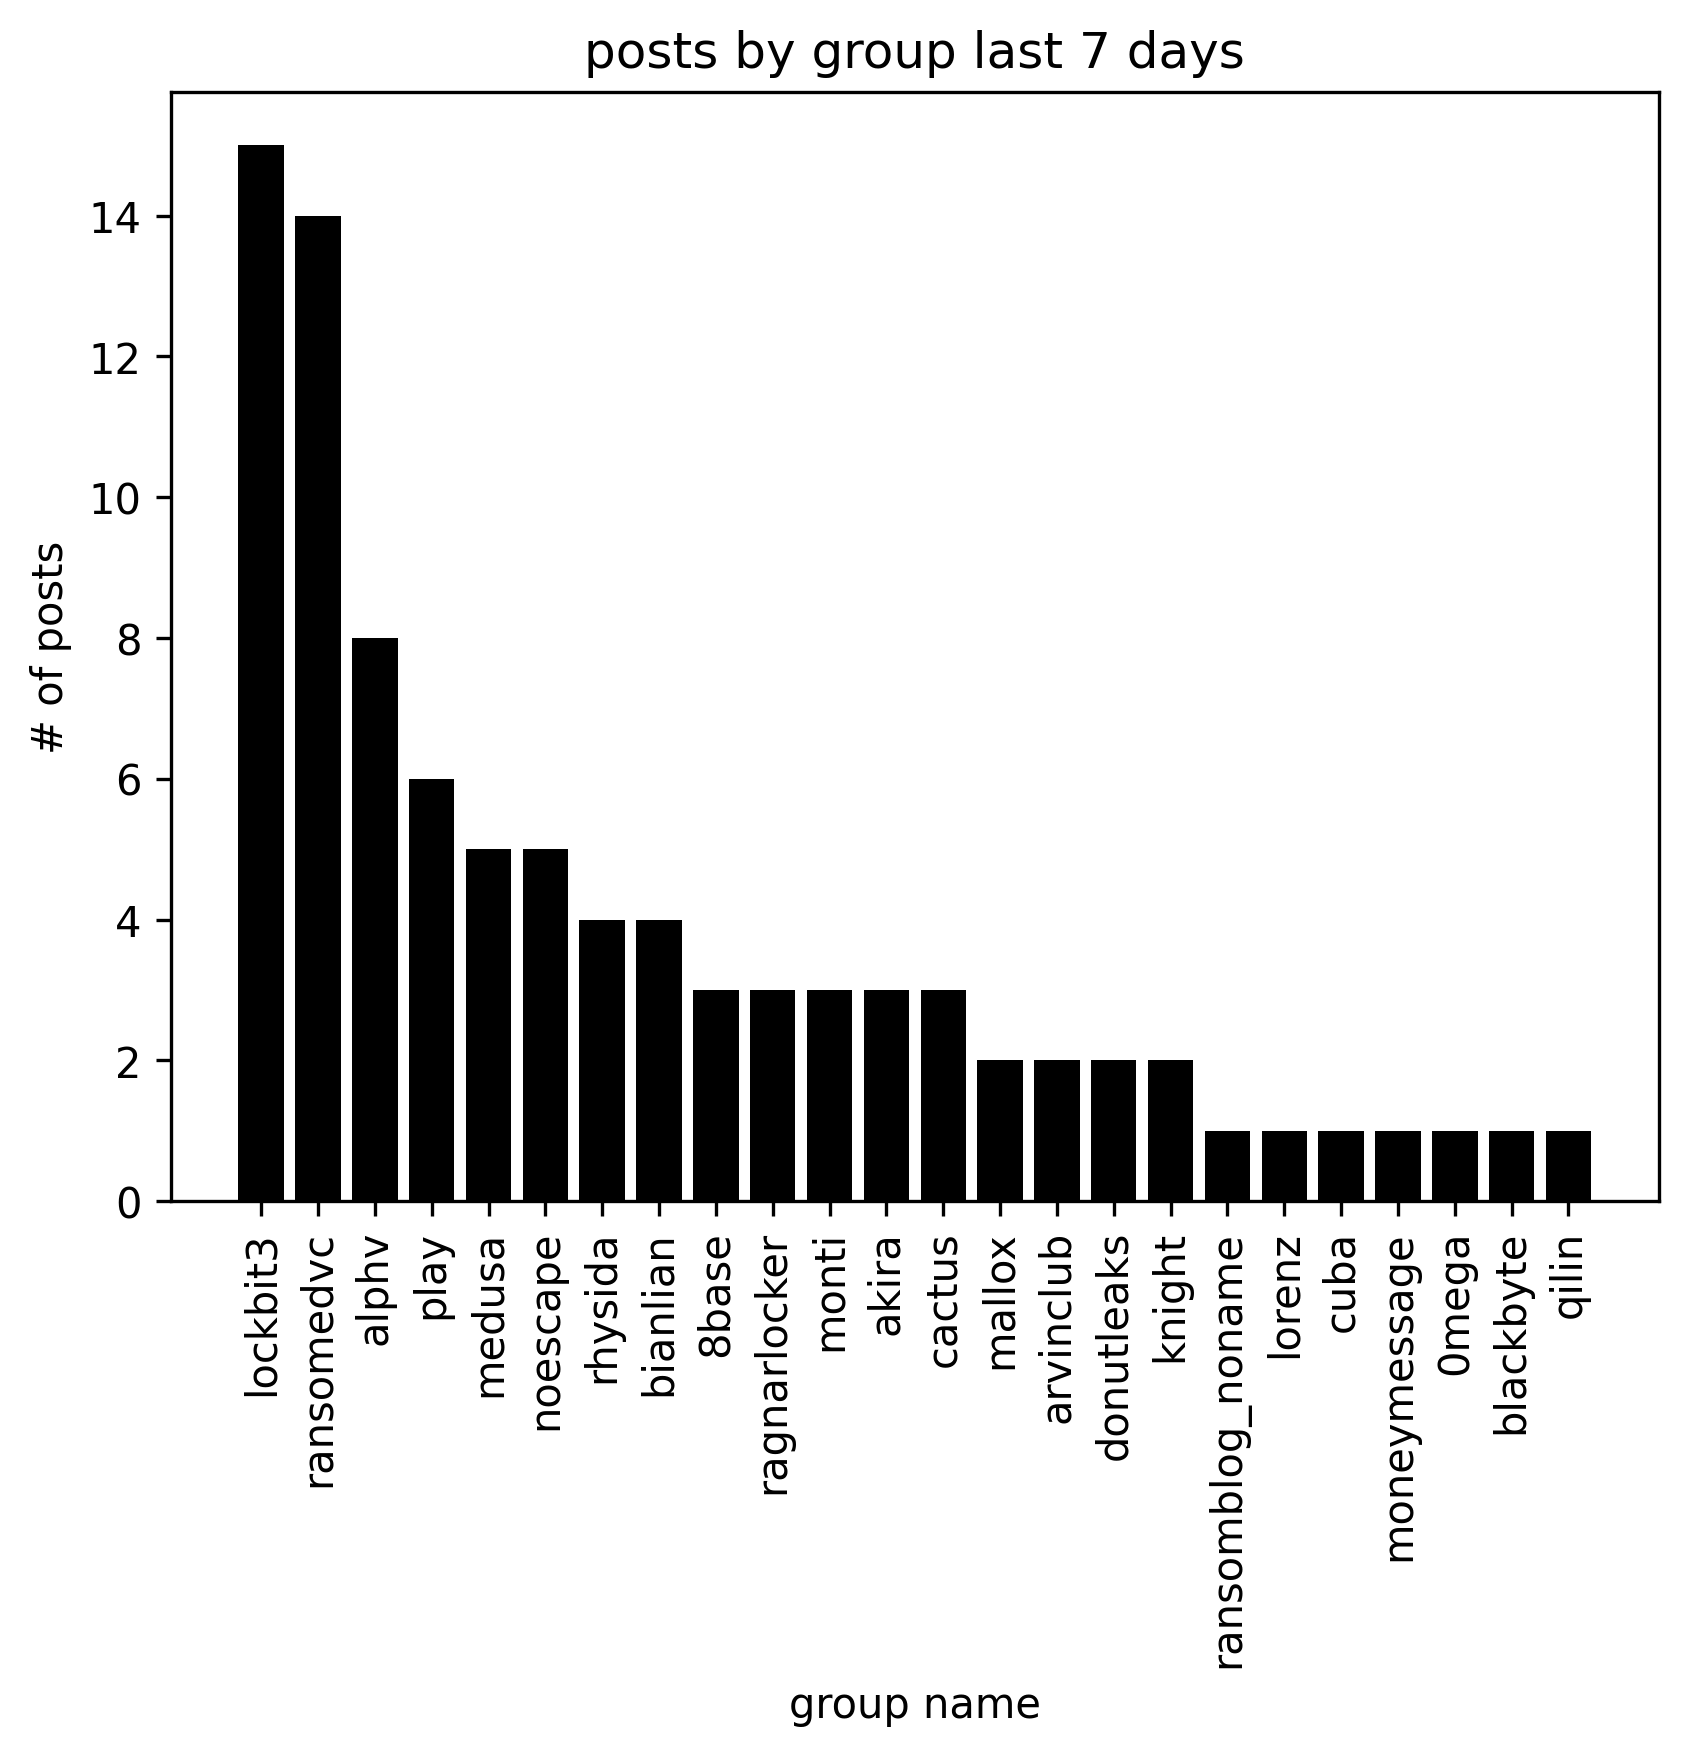 posts by group last 7 days
# of posts
14
12
10
8
6
4
2
0
lockbit3
ransomedvc
alphv
play
medusa
noescape
rhysida
bianlian
8base
ragnarlocker
monti
akira
cactus
mallox
arvinclub
donutleaks
knight
ransomblog_noname
lorenz
cuba
moneymessage
0mega
blackbyte
qilin
group name